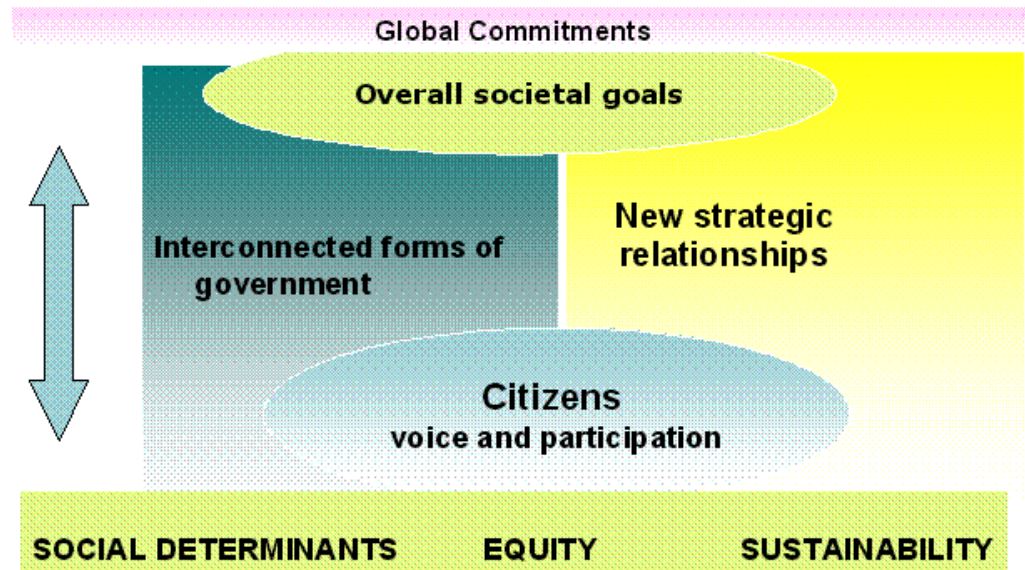 Global Commitments
Overall societal goals
Interconnected forms of
government
New strategic
relationships
Citizens
voice and participation
SOCIAL DETERMINANTS EQUITY SUSTAINABILITY